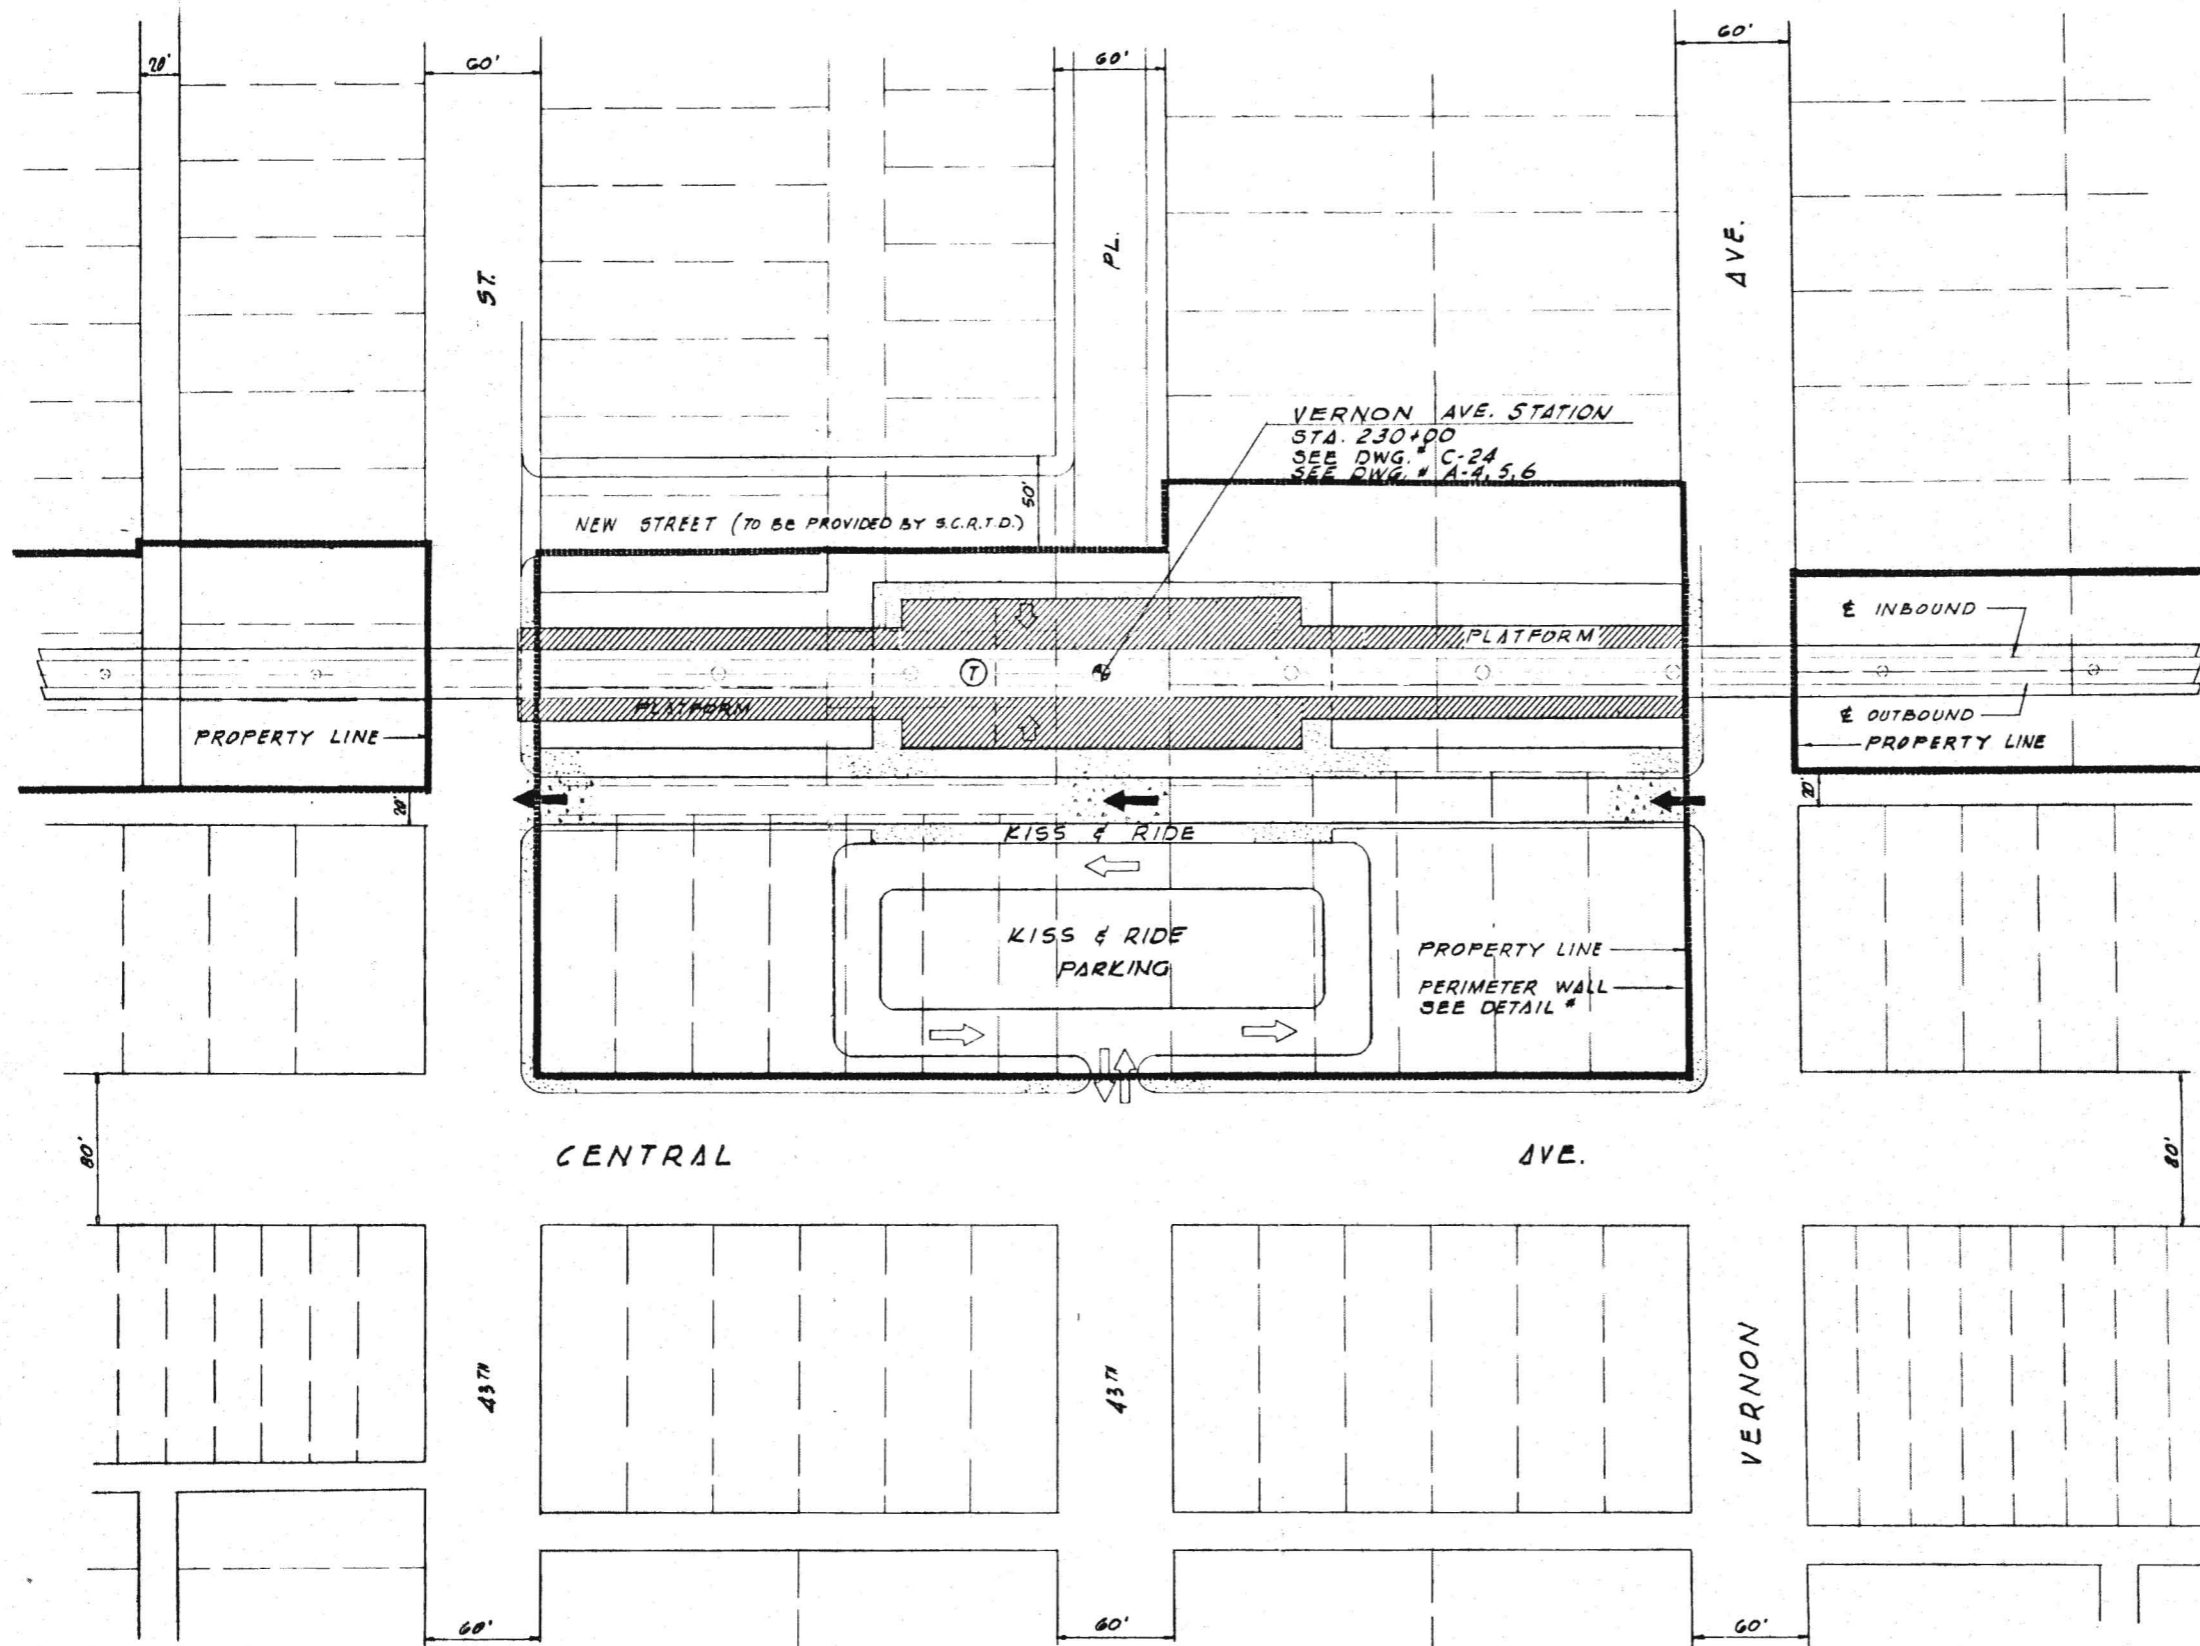 20'
60'
60'
60'
ST.
PL.
AVE.
VERNON AVE. STATION
STA. 230+00
SEE DWG. # C-24
SEE DWG. # A-4, 5, 6
50'
NEW STREET (TO BE PROVIDED BY S.C.R.T.D.)
℄ INBOUND
PLATFORM
T
PLATFORM
℄ OUTBOUND
PROPERTY LINE
PROPERTY LINE
20'
20'
KISS & RIDE
KISS & RIDE
PARKING
PROPERTY LINE
PERIMETER WALL
SEE DETAIL #
80'
CENTRAL AVE.
80'
43TH
43TH
VERNON
60'
60'
60'